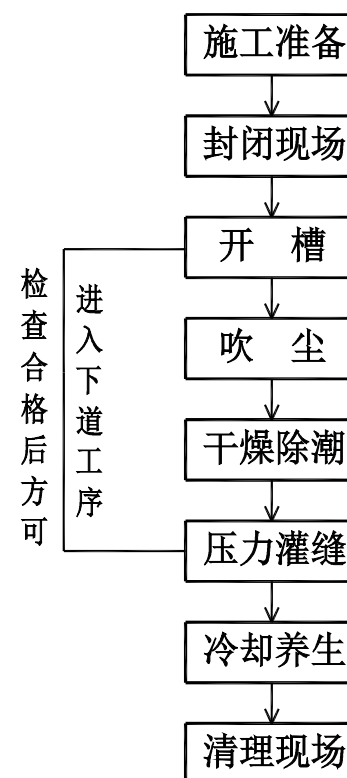 施工准备
封闭现场
开 槽
吹 尘
干燥除潮
压力灌缝
冷却养生
清理现场
检查合格后方可
进入下道工序